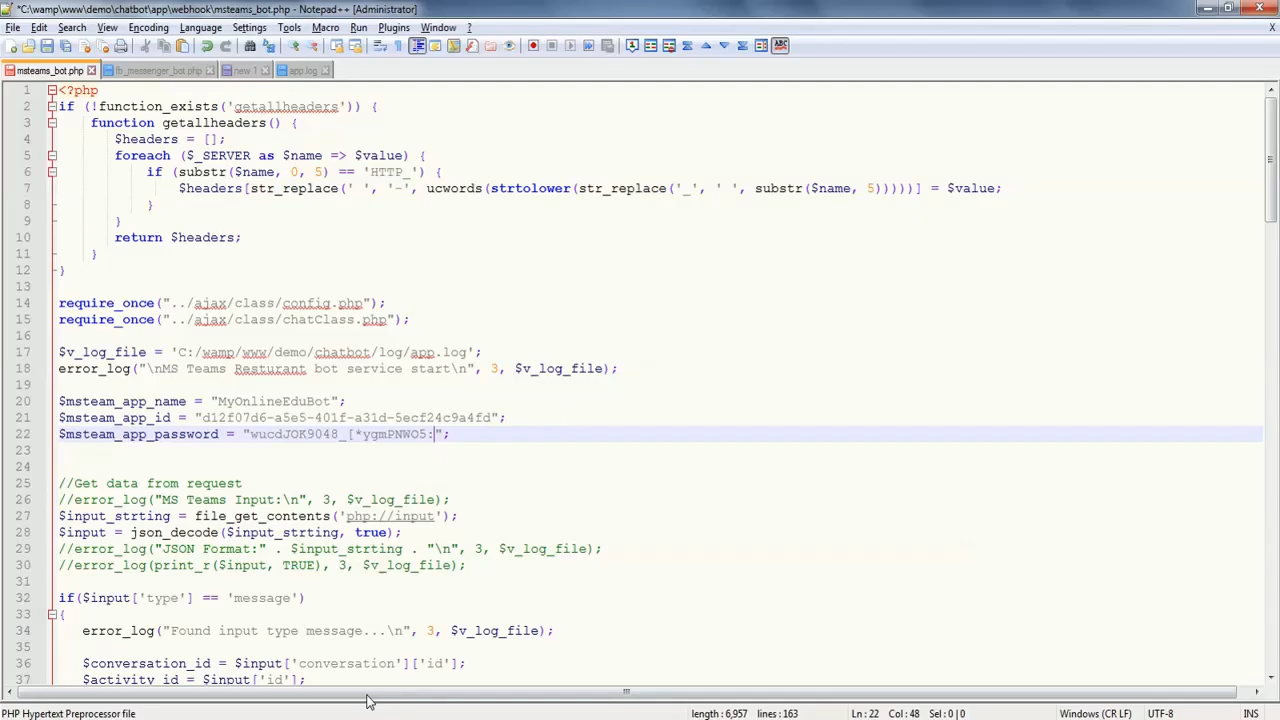 *C:\wamp\www\demo\chatbot\app\webhook\msteams_bot.php - Notepad++ [Administrator]
File Edit Search View Encoding Language Settings Tools Macro Run Plugins Window ? X
msteams_bot.php fb_messenger_bot.php new 1 app.log
1 <?php
2 if (!function_exists('getallheaders')) {
3 function getallheaders() {
4 $headers = [];
5 foreach ($_SERVER as $name => $value) {
6 if (substr($name, 0, 5) == 'HTTP_') {
7 $headers[str_replace(' ', '-', ucwords(strtolower(str_replace('_', ' ', substr($name, 5)))))] = $value;
8 }
9 }
10 return $headers;
11 }
12 }
13
14 require_once("../ajax/class/config.php");
15 require_once("../ajax/class/chatClass.php");
16
17 $v_log_file = 'C:/wamp/www/demo/chatbot/log/app.log';
18 error_log("\nMS Teams Resturant bot service start\n", 3, $v_log_file);
19
20 $msteam_app_name = "MyOnlineEduBot";
21 $msteam_app_id = "d12f07d6-a5e5-401f-a31d-5ecf24c9a4fd";
22 $msteam_app_password = "wucdJOK9048_[*ygmPNWO5:";
23
24
25 //Get data from request
26 //error_log("MS Teams Input:\n", 3, $v_log_file);
27 $input_strting = file_get_contents('php://input');
28 $input = json_decode($input_strting, true);
29 //error_log("JSON Format:" . $input_strting . "\n", 3, $v_log_file);
30 //error_log(print_r($input, TRUE), 3, $v_log_file);
31
32 if($input['type'] == 'message')
33 {
34 error_log("Found input type message...\n", 3, $v_log_file);
35
36 $conversation_id = $input['conversation']['id'];
37 $activity_id = $input['id'];
PHP Hypertext Preprocessor file length : 6,957 lines : 163 Ln : 22 Col : 48 Sel : 0 | 0 Windows (CR LF) UTF-8 INS